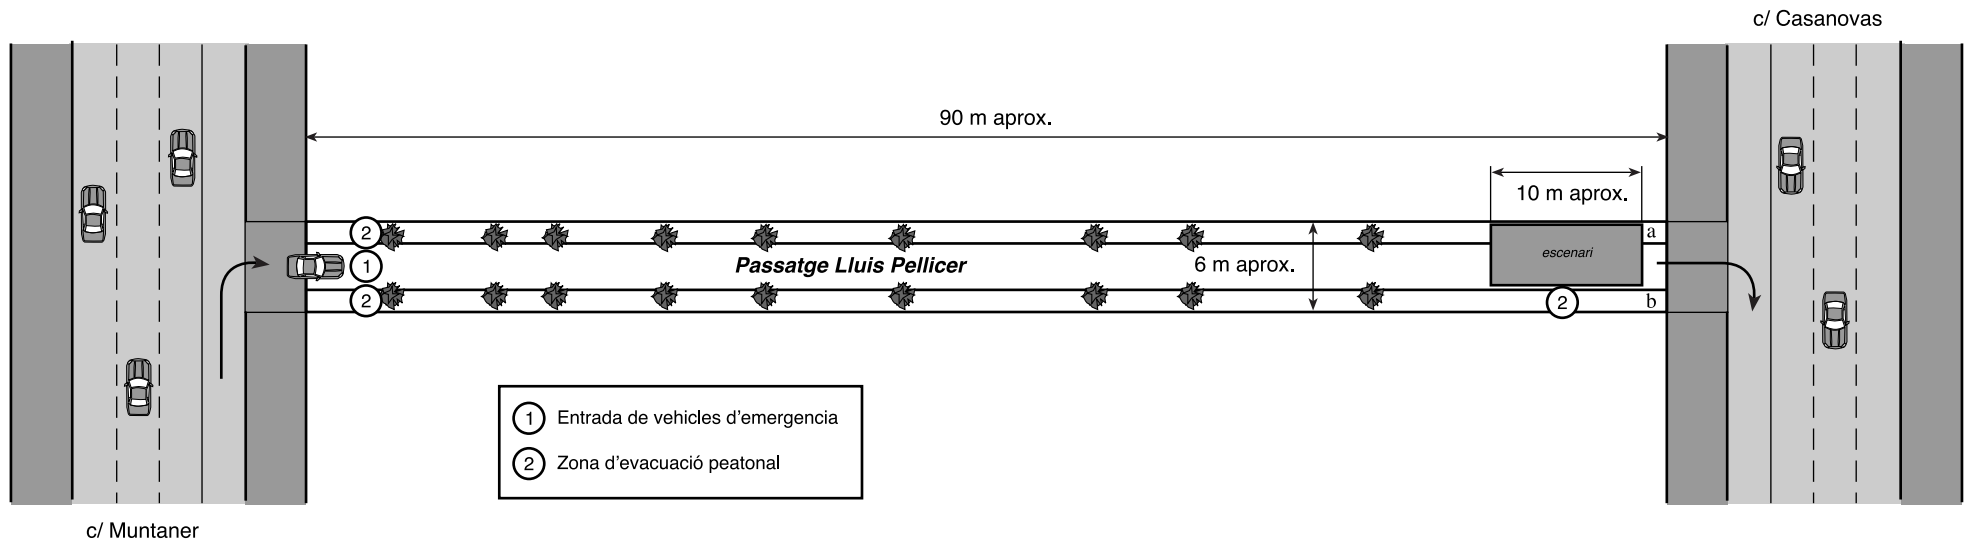 c/ Casanovas
90 m aprox.
10 m aprox.
2
a
escenari
1
Passatge Lluis Pellicer
6 m aprox.
2
2
b
1 Entrada de vehicles d’emergencia
2 Zona d’evacuació peatonal
c/ Muntaner